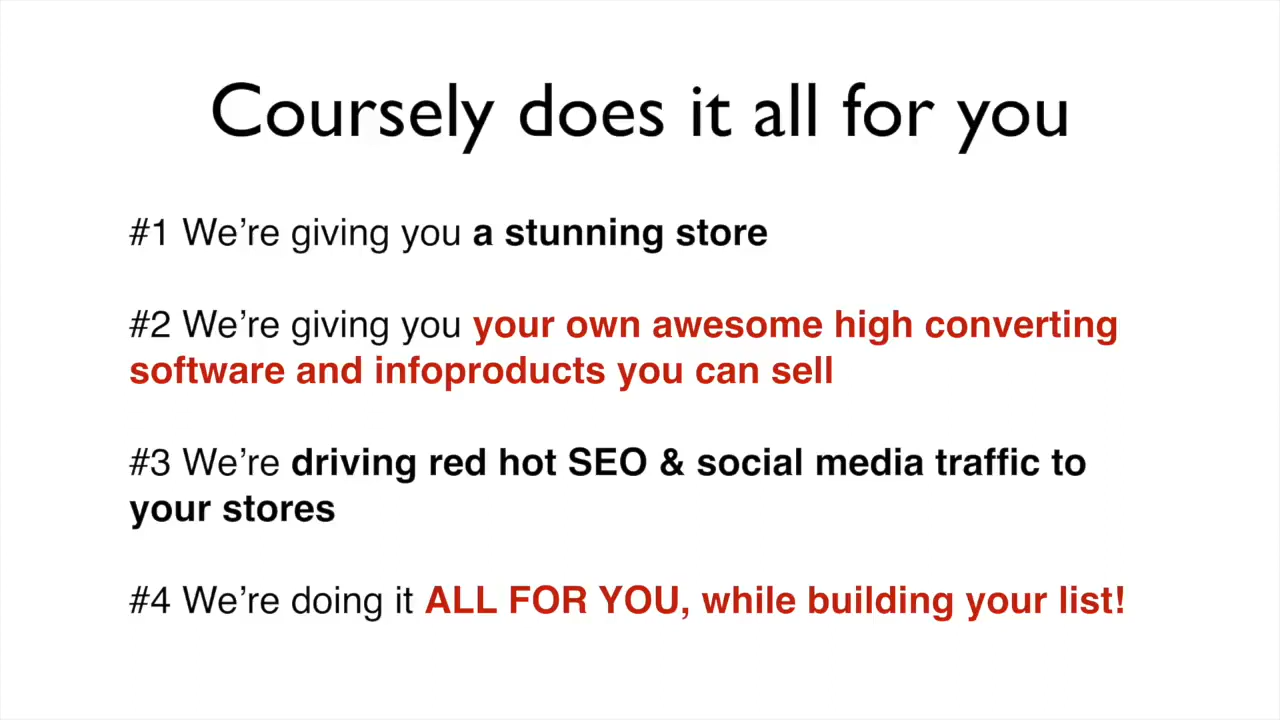 Coursely does it all for you
#1 We’re giving you a stunning store
#2 We’re giving you your own awesome high converting
software and infoproducts you can sell
#3 We’re driving red hot SEO & social media traffic to
your stores
#4 We’re doing it ALL FOR YOU, while building your list!